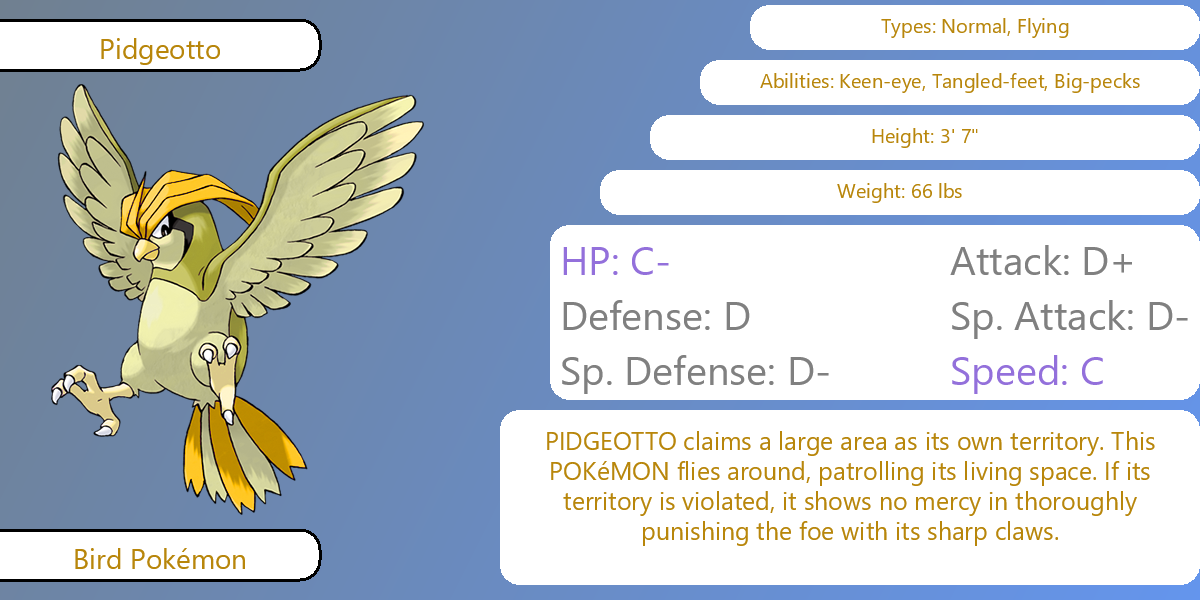 Pidgeotto
Types: Normal, Flying
Abilities: Keen-eye, Tangled-feet, Big-pecks
Height: 3' 7"
Weight: 66 lbs
HP: C-
Attack: D+
Defense: D
Sp. Attack: D-
Sp. Defense: D-
Speed: C
PIDGEOTTO claims a large area as its own territory. This
POKéMON flies around, patrolling its living space. If its
territory is violated, it shows no mercy in thoroughly
punishing the foe with its sharp claws.
Bird Pokémon